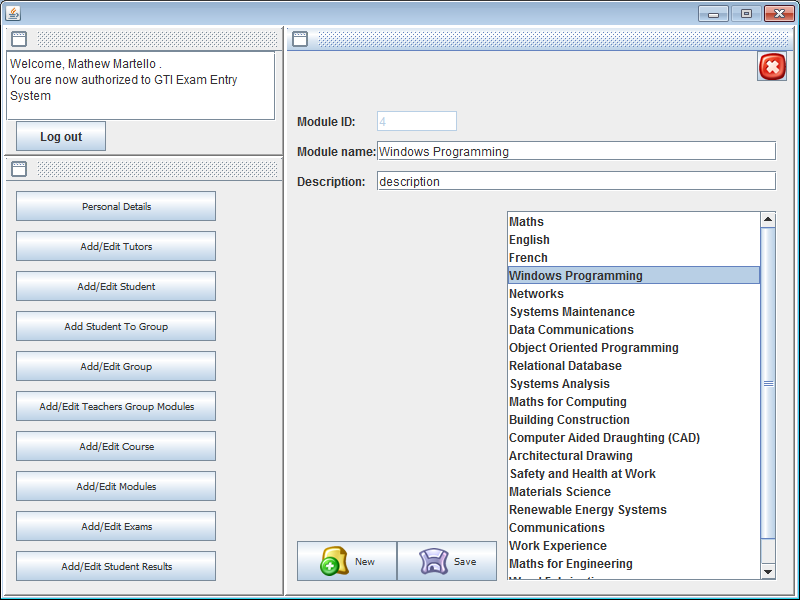 Welcome, Mathew Martello .
You are now authorized to GTI Exam Entry
System
Log out
Personal Details
Add/Edit Tutors
Add/Edit Student
Add Student To Group
Add/Edit Group
Add/Edit Teachers Group Modules
Add/Edit Course
Add/Edit Modules
Add/Edit Exams
Add/Edit Student Results
Module ID: 4
Module name: Windows Programming
Description: description
Maths
English
French
Windows Programming
Networks
Systems Maintenance
Data Communications
Object Oriented Programming
Relational Database
Systems Analysis
Maths for Computing
Building Construction
Computer Aided Draughting (CAD)
Architectural Drawing
Safety and Health at Work
Materials Science
Renewable Energy Systems
Communications
Work Experience
Maths for Engineering
New
Save